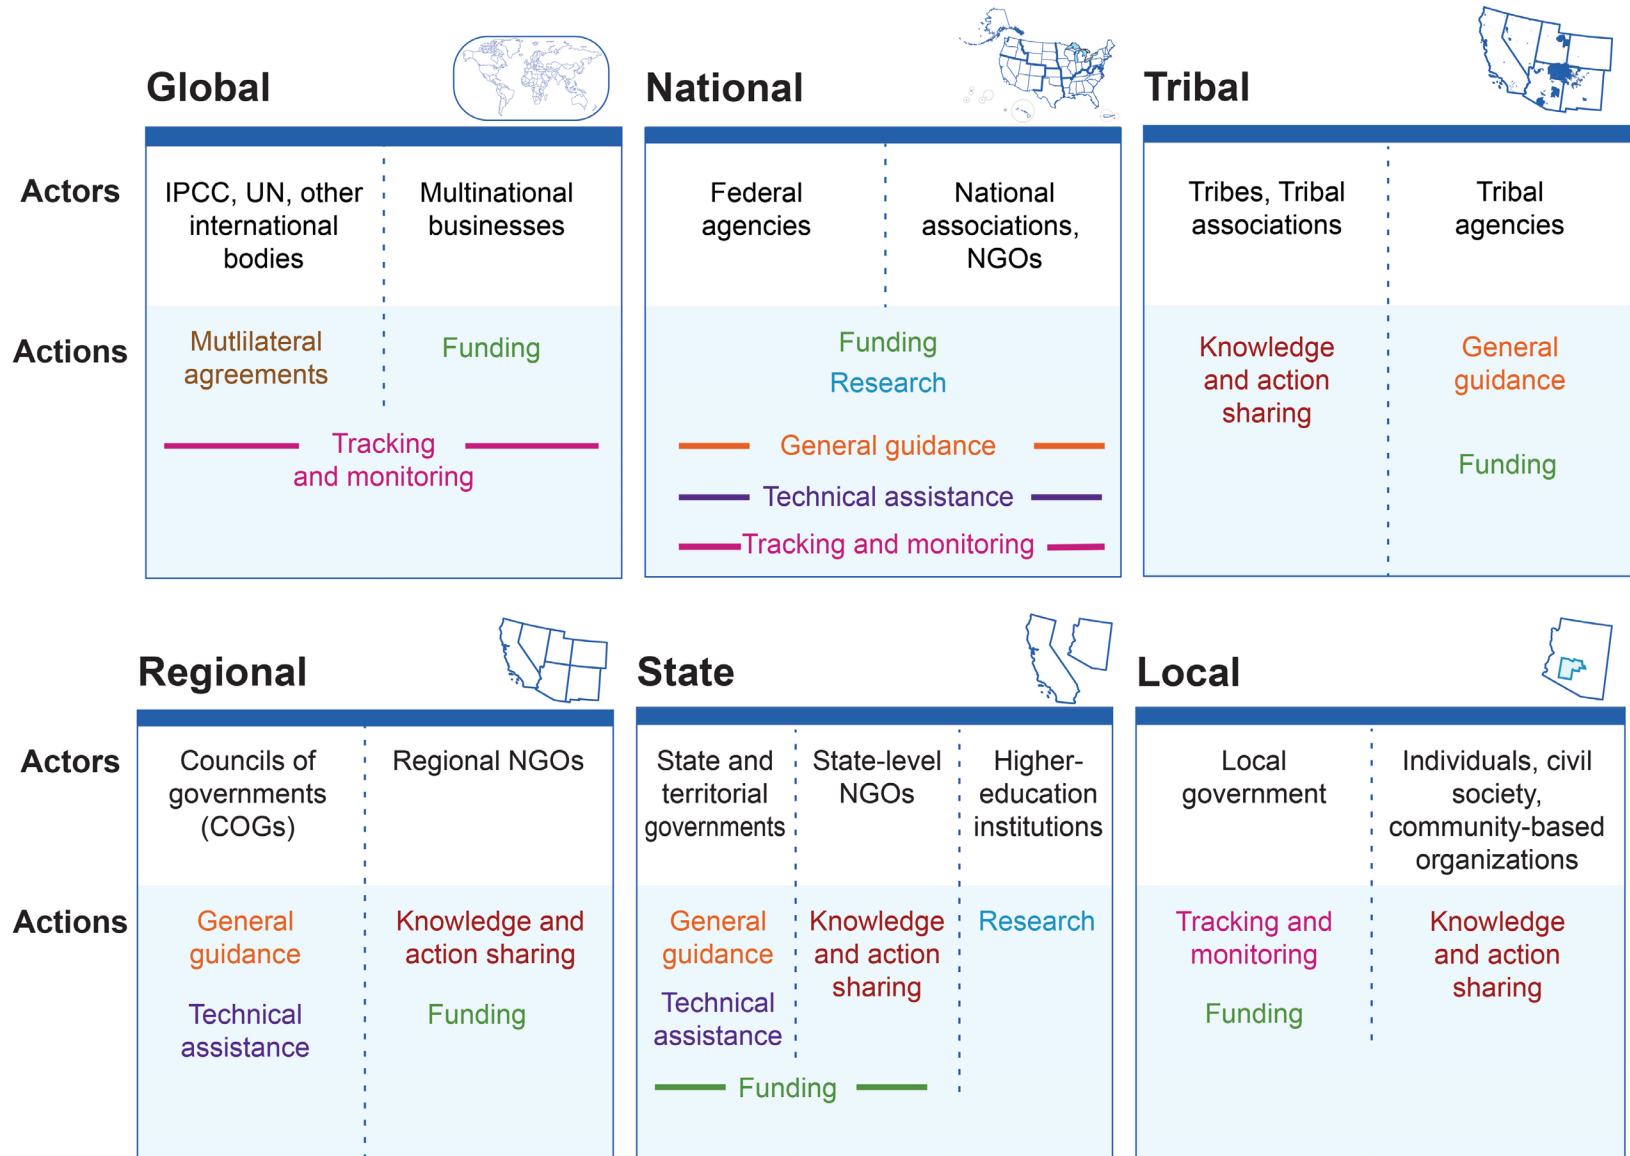 Global
National
Tribal
Actors
IPCC, UN, other
international
bodies
Multinational
businesses
Federal
agencies
National
associations,
NGOs
Tribes, Tribal
associations
Tribal
agencies
Actions
Mutlilateral
agreements
Funding
Tracking
and monitoring
Funding
Research
General guidance
Technical assistance
Tracking and monitoring
Knowledge
and action
sharing
General
guidance
Funding
Regional
State
Local
Actors
Councils of
governments
(COGs)
Regional NGOs
State and
territorial
governments
State-level
NGOs
Higher-
education
institutions
Local
government
Individuals, civil
society,
community-based
organizations
Actions
General
guidance
Technical
assistance
Knowledge and
action sharing
Funding
General
guidance
Technical
assistance
Knowledge
and action
sharing
Research
Funding
Tracking and
monitoring
Funding
Knowledge
and action
sharing